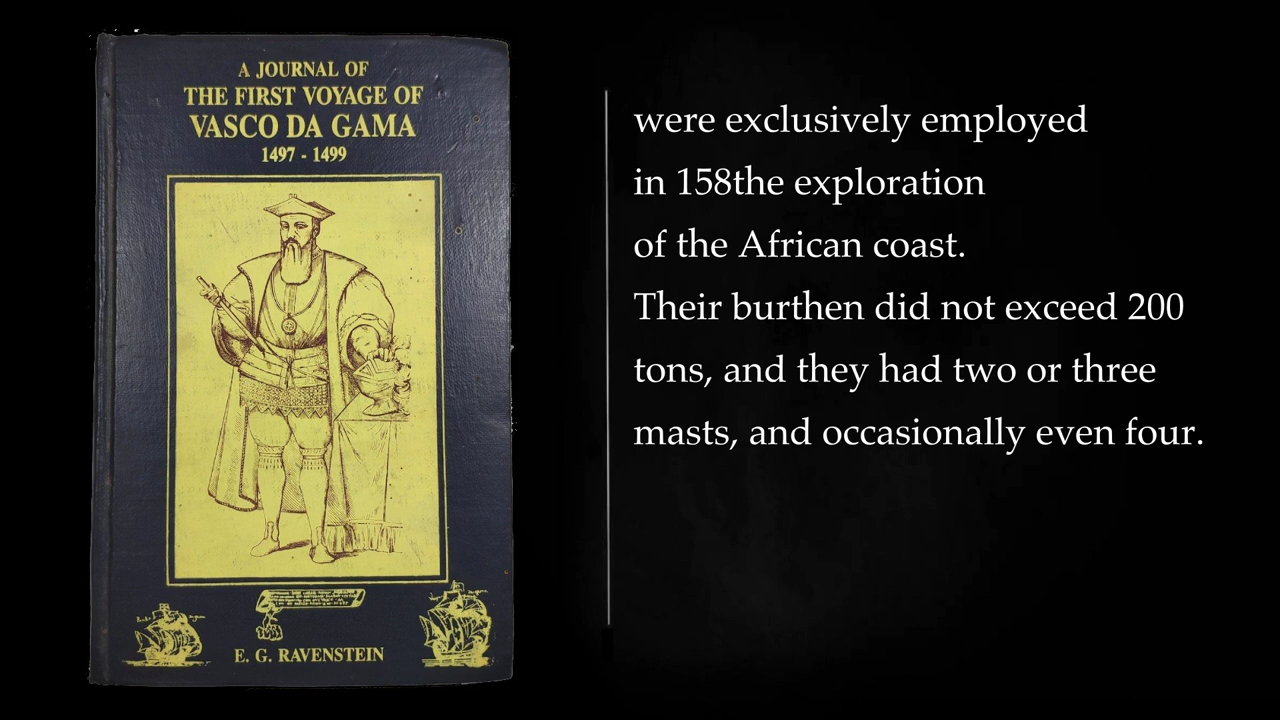 A JOURNAL OF
THE FIRST VOYAGE OF
VASCO DA GAMA
1497 - 1499
E. G. RAVENSTEIN
were exclusively employed
in 158the exploration
of the African coast.
Their burthen did not exceed 200
tons, and they had two or three
masts, and occasionally even four.